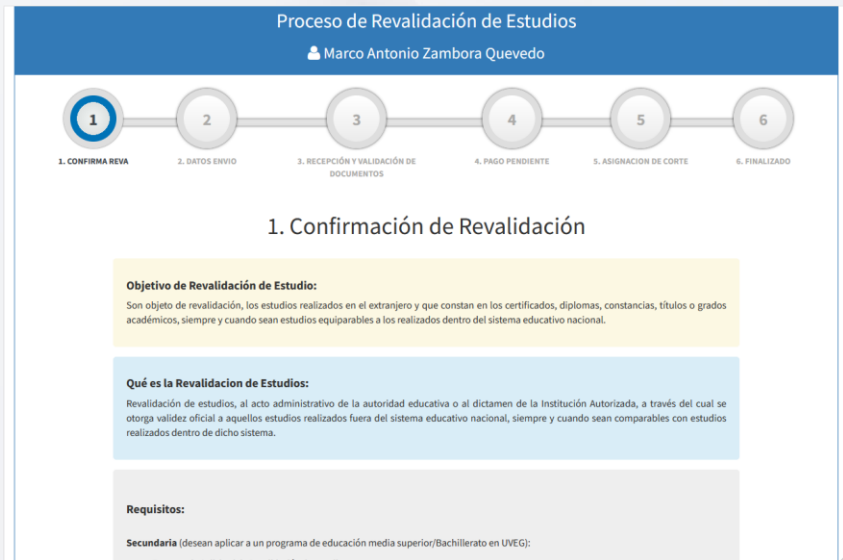 Proceso de Revalidación de Estudios
Marco Antonio Zambora Quevedo
1 2 3 4 5 6
1. CONFIRMA REVA 2. DATOS ENVIO 3. RECEPCIÓN Y VALIDACIÓN DE 4. PAGO PENDIENTE 5. ASIGNACION DE CORTE 6. FINALIZADO
DOCUMENTOS
1. Confirmación de Revalidación
Objetivo de Revalidación de Estudio:
Son objeto de revalidación, los estudios realizados en el extranjero y que constan en los certificados, diplomas, constancias, títulos o grados
académicos, siempre y cuando sean estudios equiparables a los realizados dentro del sistema educativo nacional.
Qué es la Revalidacion de Estudios:
Revalidación de estudios, al acto administrativo de la autoridad educativa o al dictamen de la Institución Autorizada, a través del cual se
otorga validez oficial a aquellos estudios realizados fuera del sistema educativo nacional, siempre y cuando sean comparables con estudios
realizados dentro de dicho sistema.
Requisitos:
Secundaria (desean aplicar a un programa de educación media superior/Bachillerato en UVEG):